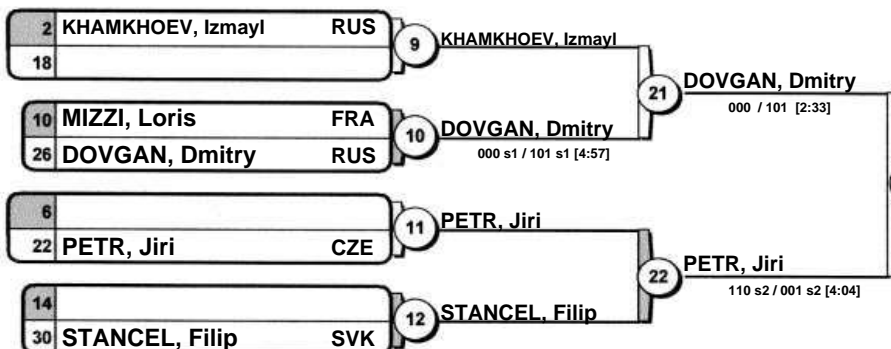 2 KHAMKHOEV, Izmayl RUS
18
9
KHAMKHOEV, Izmayl
10 MIZZI, Loris FRA
26 DOVGAN, Dmitry RUS
10
DOVGAN, Dmitry
000 s1 / 101 s1 [4:57]
21
DOVGAN, Dmitry
000 / 101 [2:33]
6
22 PETR, Jiri CZE
11
PETR, Jiri
14
30 STANCEL, Filip SVK
12
STANCEL, Filip
22
PETR, Jiri
110 s2 / 001 s2 [4:04]